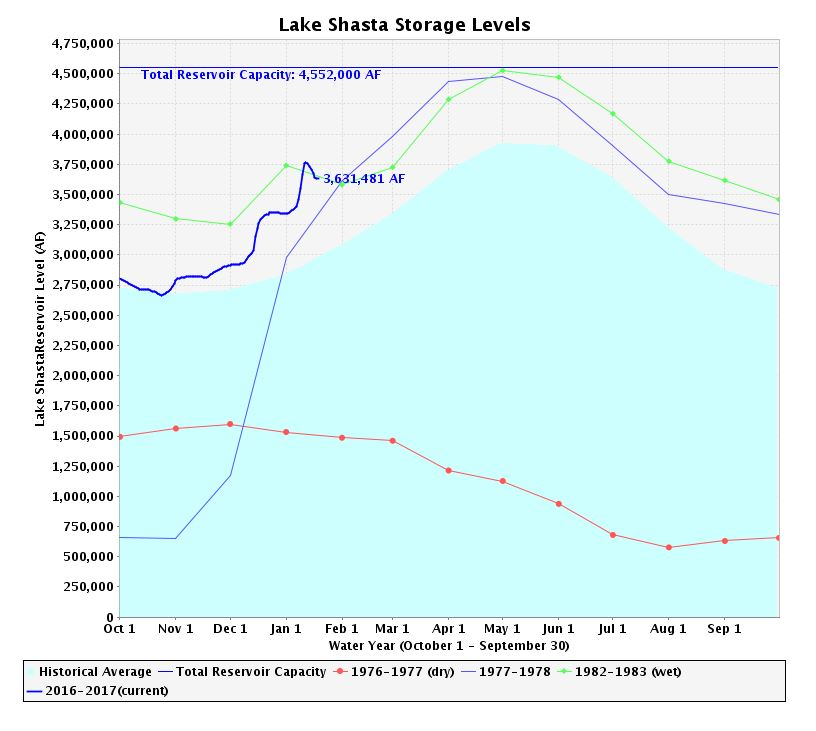 Lake Shasta Storage Levels
4,750,000
4,500,000
4,250,000
4,000,000
3,750,000
3,500,000
3,250,000
3,000,000
2,750,000
2,500,000
2,250,000
2,000,000
1,750,000
1,500,000
1,250,000
1,000,000
750,000
500,000
250,000
0
Lake ShastaReservoir Level (AF)
Total Reservoir Capacity: 4,552,000 AF
3,631,481 AF
Oct 1 Nov 1 Dec 1 Jan 1 Feb 1 Mar 1 Apr 1 May 1 Jun 1 Jul 1 Aug 1 Sep 1
Water Year (October 1 - September 30)
Historical Average Total Reservoir Capacity 1976-1977 (dry) 1977-1978 1982-1983 (wet)
2016-2017(current)